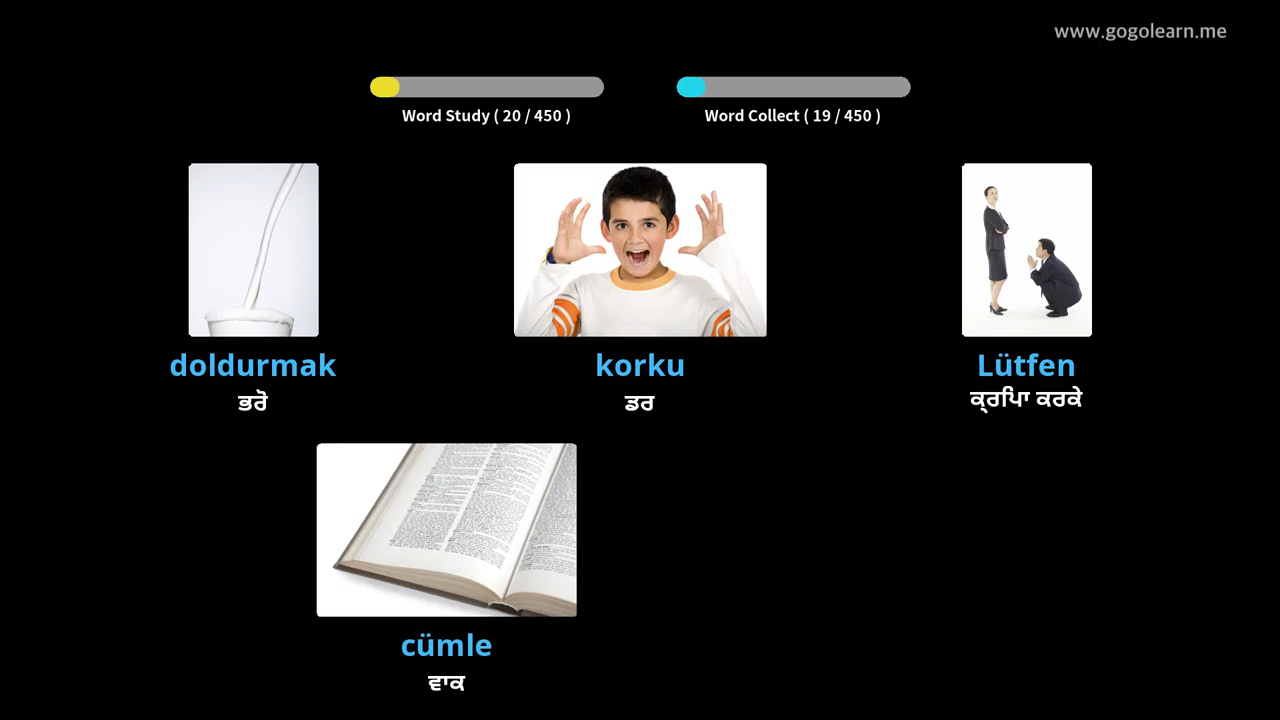 www.gogolearn.me
Word Study ( 20 / 450 )
Word Collect ( 19 / 450 )
doldurmak
ਭਰੋ
korku
ਡਰ
Lütfen
ਕ੍ਰਿਪਾ ਕਰਕੇ
cümle
ਵਾਕ